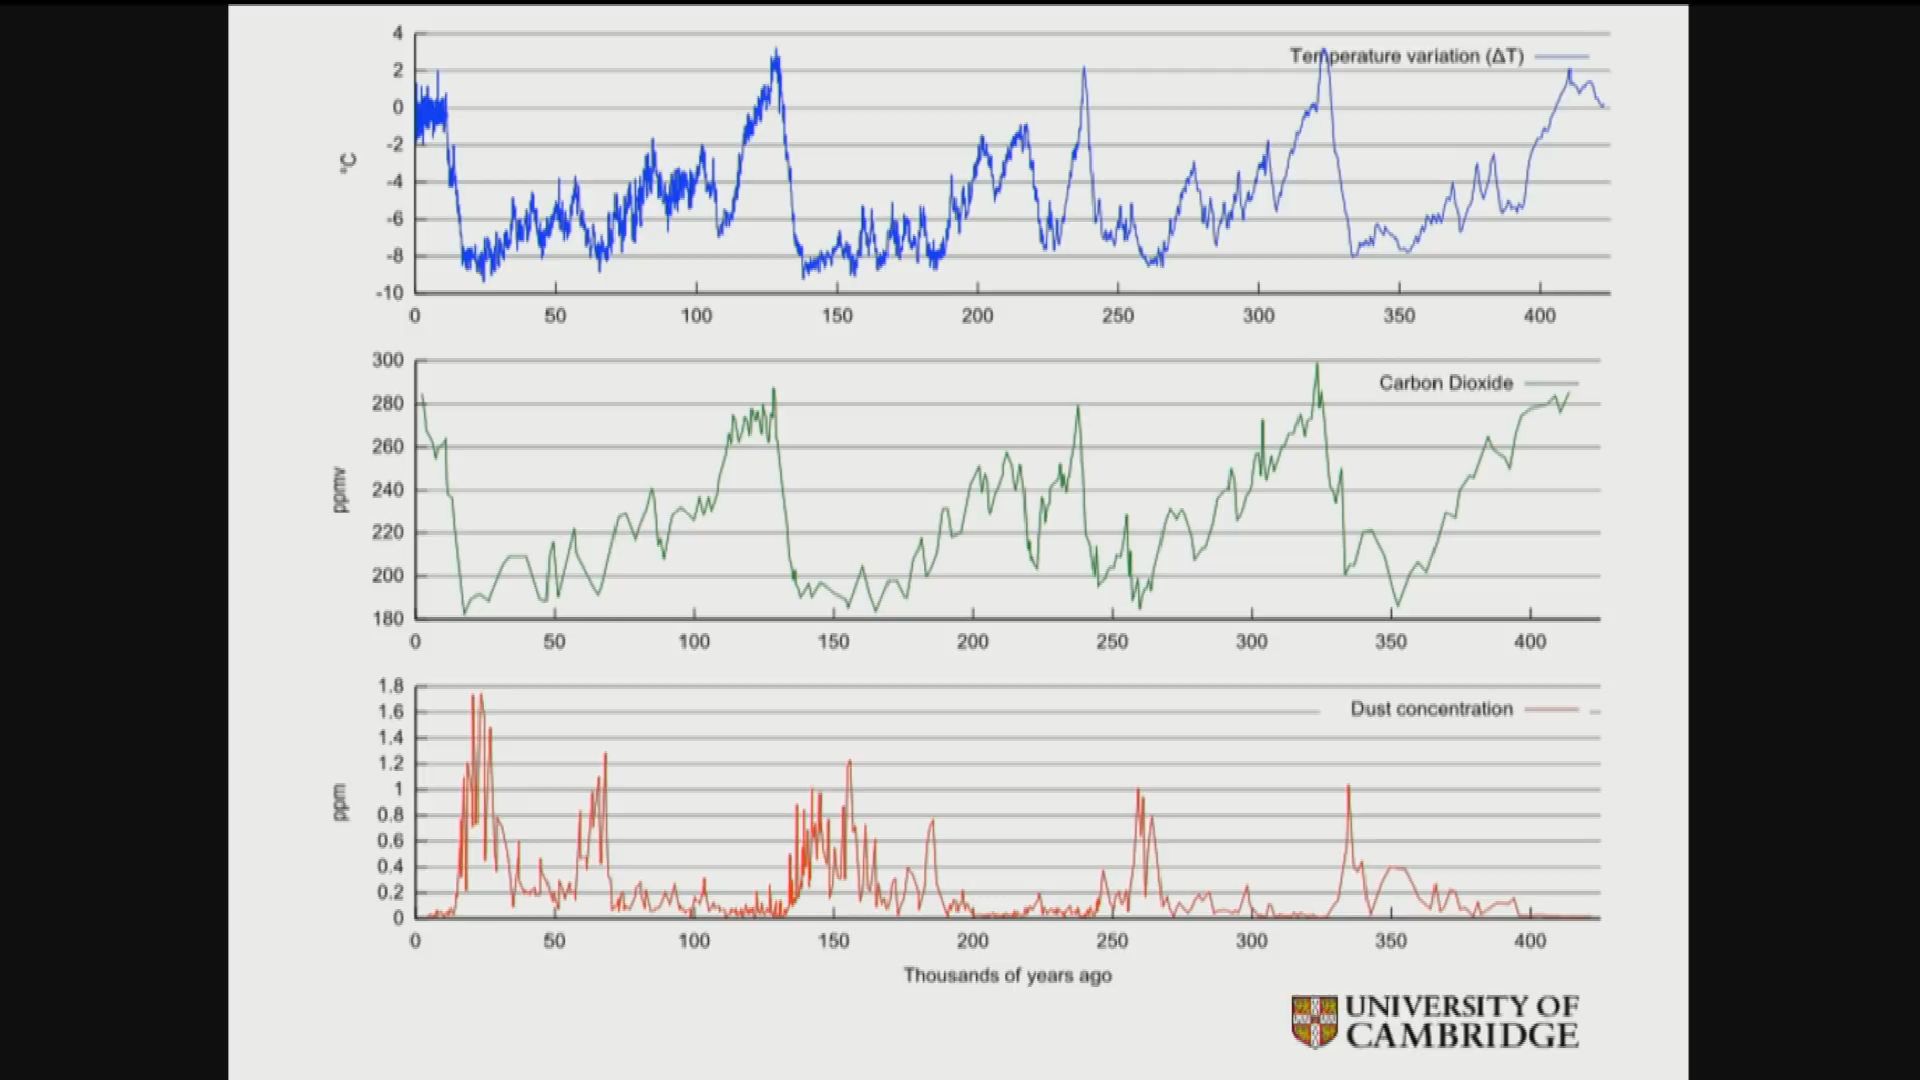 4
2
0
-2
-4
-6
-8
-10
°C
Temperature variation (ΔT)
0 50 100 150 200 250 300 350 400
300
280
260
240
220
200
180
ppmv
Carbon Dioxide
0 50 100 150 200 250 300 350 400
1.8
1.6
1.4
1.2
1
0.8
0.6
0.4
0.2
0
ppm
Dust concentration
0 50 100 150 200 250 300 350 400
Thousands of years ago
UNIVERSITY OF
CAMBRIDGE